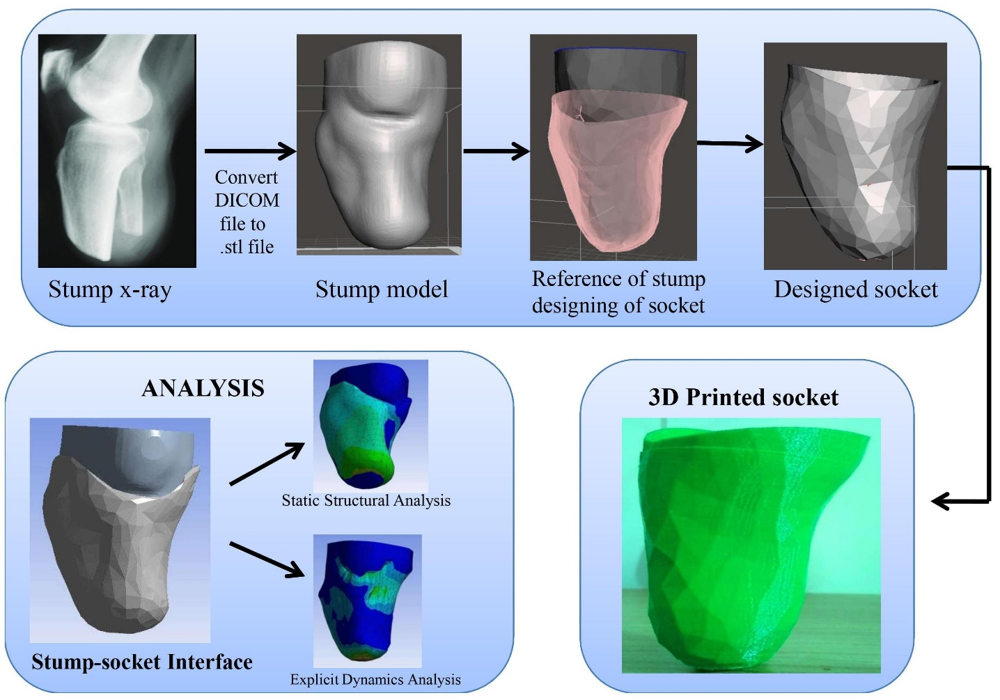 Convert
DICOM
file to
.stl file
Stump x-ray
Stump model
Reference of stump
designing of socket
Designed socket
ANALYSIS
Static Structural Analysis
Stump-socket Interface
Explicit Dynamics Analysis
3D Printed socket